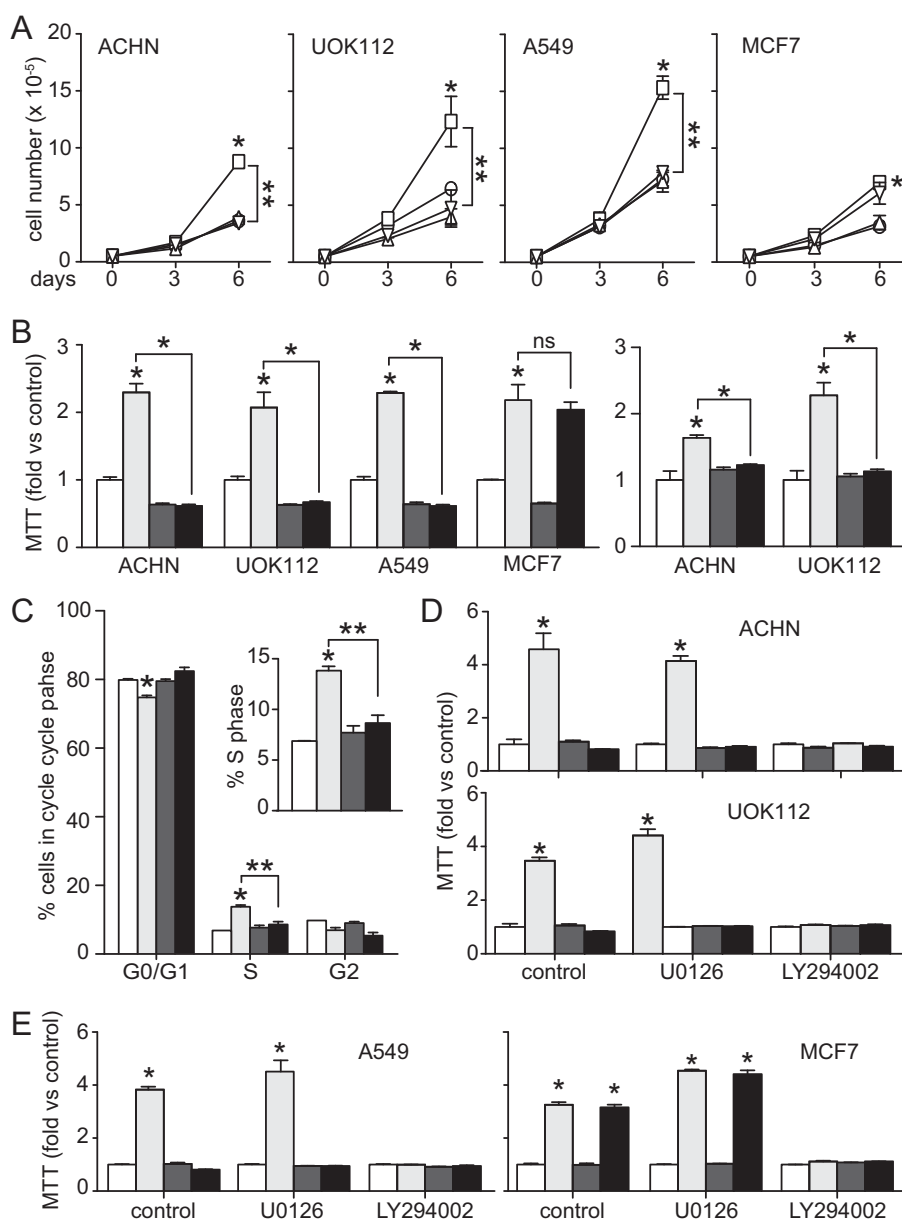 A
ACHN UOK112 A549 MCF7
cell number (x 10-5)
20
15
10
5
0
* * * *
** ** **
days 0 3 6 0 3 6 0 3 6 0 3 6
B
MTT (fold vs control)
3
2
1
0
* * * ns
* * * *
ACHN UOK112 A549 MCF7
3
2
1
0
* *
* *
ACHN UOK112
C
% cells in cycle cycle pahse
100
80
60
40
20
0
*
**
*
G0/G1 S G2
% S phase
15
10
5
0
**
*
D
MTT (fold vs control)
ACHN
6
4
2
0
* *
UOK112
6
4
2
0
* *
control U0126 LY294002
E
MTT (fold vs control)
A549
6
4
2
0
* *
control U0126 LY294002
MCF7
* * * *
control U0126 LY294002